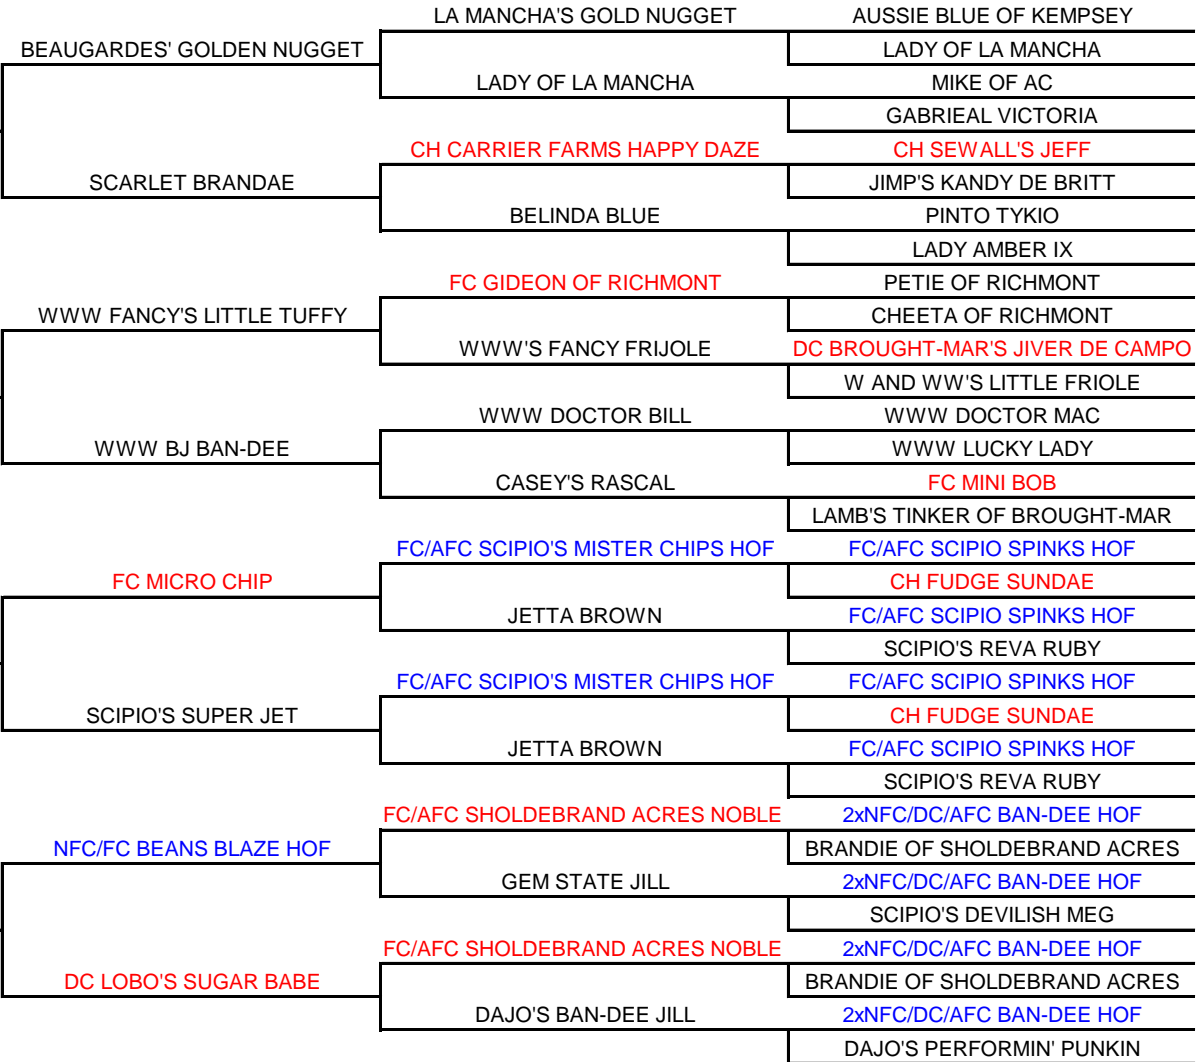 LA MANCHA'S GOLD NUGGET AUSSIE BLUE OF KEMPSEY
BEAUGARDES' GOLDEN NUGGET LADY OF LA MANCHA
LADY OF LA MANCHA MIKE OF AC
GABRIEAL VICTORIA
CH CARRIER FARMS HAPPY DAZE CH SEWALL'S JEFF
SCARLET BRANDAE JIMP'S KANDY DE BRITT
BELINDA BLUE PINTO TYKIO
LADY AMBER IX
FC GIDEON OF RICHMONT PETIE OF RICHMONT
WWW FANCY'S LITTLE TUFFY CHEETA OF RICHMONT
WWW'S FANCY FRIJOLE DC BROUGHT-MAR'S JIVER DE CAMPO
W AND WW'S LITTLE FRIOLE
WWW DOCTOR BILL WWW DOCTOR MAC
WWW BJ BAN-DEE WWW LUCKY LADY
CASEY'S RASCAL FC MINI BOB
LAMB'S TINKER OF BROUGHT-MAR
FC/AFC SCIPIO'S MISTER CHIPS HOF FC/AFC SCIPIO SPINKS HOF
FC MICRO CHIP CH FUDGE SUNDAE
JETTA BROWN FC/AFC SCIPIO SPINKS HOF
SCIPIO'S REVA RUBY
FC/AFC SCIPIO'S MISTER CHIPS HOF FC/AFC SCIPIO SPINKS HOF
SCIPIO'S SUPER JET CH FUDGE SUNDAE
JETTA BROWN FC/AFC SCIPIO SPINKS HOF
SCIPIO'S REVA RUBY
FC/AFC SHOLDEBRAND ACRES NOBLE 2xNFC/DC/AFC BAN-DEE HOF
NFC/FC BEANS BLAZE HOF BRANDIE OF SHOLDEBRAND ACRES
GEM STATE JILL 2xNFC/DC/AFC BAN-DEE HOF
SCIPIO'S DEVILISH MEG
FC/AFC SHOLDEBRAND ACRES NOBLE 2xNFC/DC/AFC BAN-DEE HOF
DC LOBO'S SUGAR BABE BRANDIE OF SHOLDEBRAND ACRES
DAJO'S BAN-DEE JILL 2xNFC/DC/AFC BAN-DEE HOF
DAJO'S PERFORMIN' PUNKIN